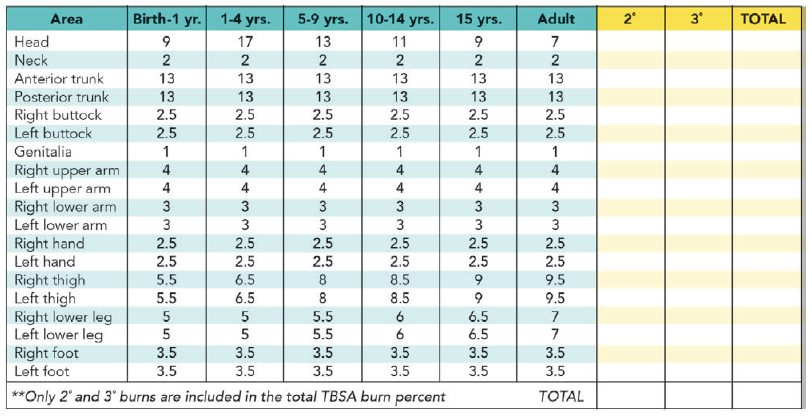 Area Birth-1 yr. 1-4 yrs. 5-9 yrs. 10-14 yrs. 15 yrs. Adult 2° 3° TOTAL
Head 9 17 13 11 9 7
Neck 2 2 2 2 2 2
Anterior trunk 13 13 13 13 13 13
Posterior trunk 13 13 13 13 13 13
Right buttock 2.5 2.5 2.5 2.5 2.5 2.5
Left buttock 2.5 2.5 2.5 2.5 2.5 2.5
Genitalia 1 1 1 1 1 1
Right upper arm 4 4 4 4 4 4
Left upper arm 4 4 4 4 4 4
Right lower arm 3 3 3 3 3 3
Left lower arm 3 3 3 3 3 3
Right hand 2.5 2.5 2.5 2.5 2.5 2.5
Left hand 2.5 2.5 2.5 2.5 2.5 2.5
Right thigh 5.5 6.5 8 8.5 9 9.5
Left thigh 5.5 6.5 8 8.5 9 9.5
Right lower leg 5 5 5.5 6 6.5 7
Left lower leg 5 5 5.5 6 6.5 7
Right foot 3.5 3.5 3.5 3.5 3.5 3.5
Left foot 3.5 3.5 3.5 3.5 3.5 3.5
**Only 2° and 3° burns are included in the total TBSA burn percent TOTAL